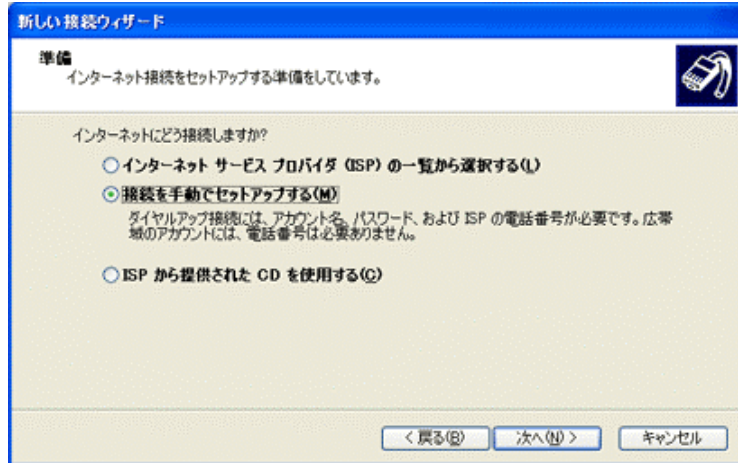 新しい接続ウィザード
準備
インターネット接続をセットアップする準備をしています。
インターネットにどう接続しますか?
インターネット サービス プロバイダ (ISP) の一覧から選択する(L)
接続を手動でセットアップする(M)
ダイヤルアップ接続には、アカウント名、パスワード、および ISP の電話番号が必要です。広帯
域のアカウントには、電話番号は必要ありません。
ISP から提供された CD を使用する(C)
< 戻る(B) 次へ(N) > キャンセル